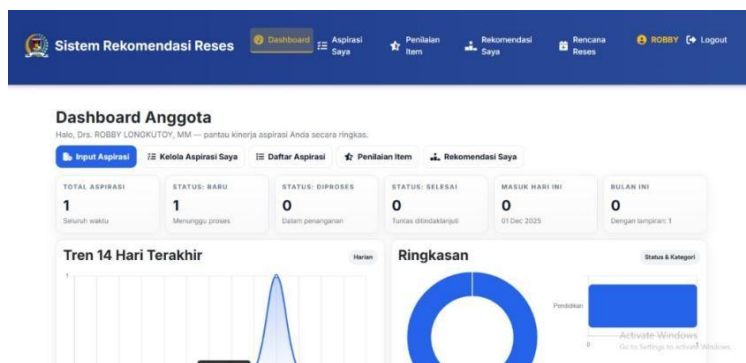 Sistem Rekomendasi Reses
Dashboard
Aspirasi
Saya
Penilaian
Item
Rekomendasi
Saya
Rencana
Reses
ROBBY
Logout
Dashboard Anggota
Halo, Drs. ROBBY LONGKUTOY, MM — pantau kinerja aspirasi Anda secara ringkas.
Input Aspirasi
Kelola Aspirasi Saya
Daftar Aspirasi
Penilaian Item
Rekomendasi Saya
TOTAL ASPIRASI
1
Seluruh waktu
STATUS: BARU
1
Menunggu proses
STATUS: DIPROSES
0
Dalam penanganan
STATUS: SELESAI
0
Tuntas ditindaklanjuti
MASUK HARI INI
0
01 Dec 2025
BULAN INI
0
Dengan lampiran: 1
Tren 14 Hari Terakhir
Harian
1
Ringkasan
Status & Kategori
Pendidikan
0
Activate Windows
Go to Settings to activate Windows.